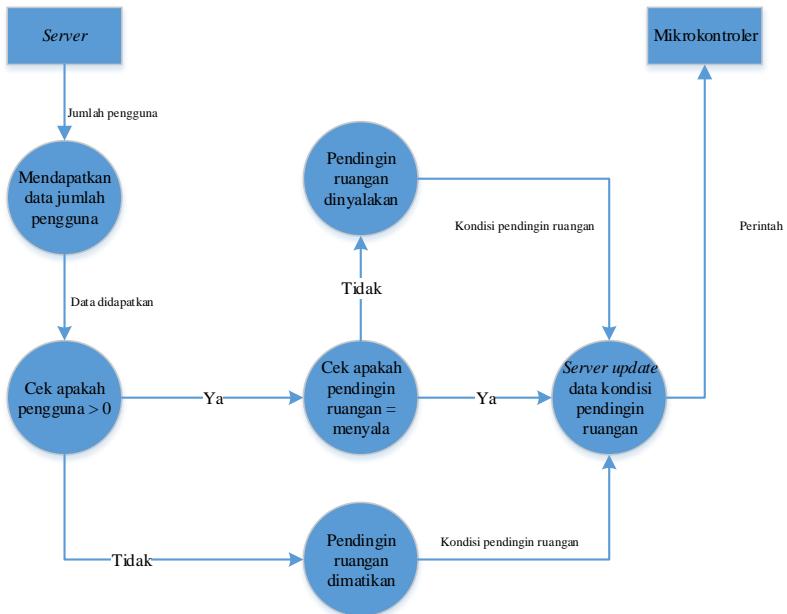 Server
Mikrokontroler
Jumlah pengguna
Mendapatkan
data jumlah
pengguna
Pendingin
ruangan
dinyalakan
Kondisi pendingin ruangan
Perintah
Data didapatkan
Tidak
Cek apakah
pengguna > 0
Ya
Cek apakah
pendingin
ruangan =
menyala
Ya
Server update
data kondisi
pendingin
ruangan
Tidak
Pendingin
ruangan
dimatikan
Kondisi pendingin ruangan